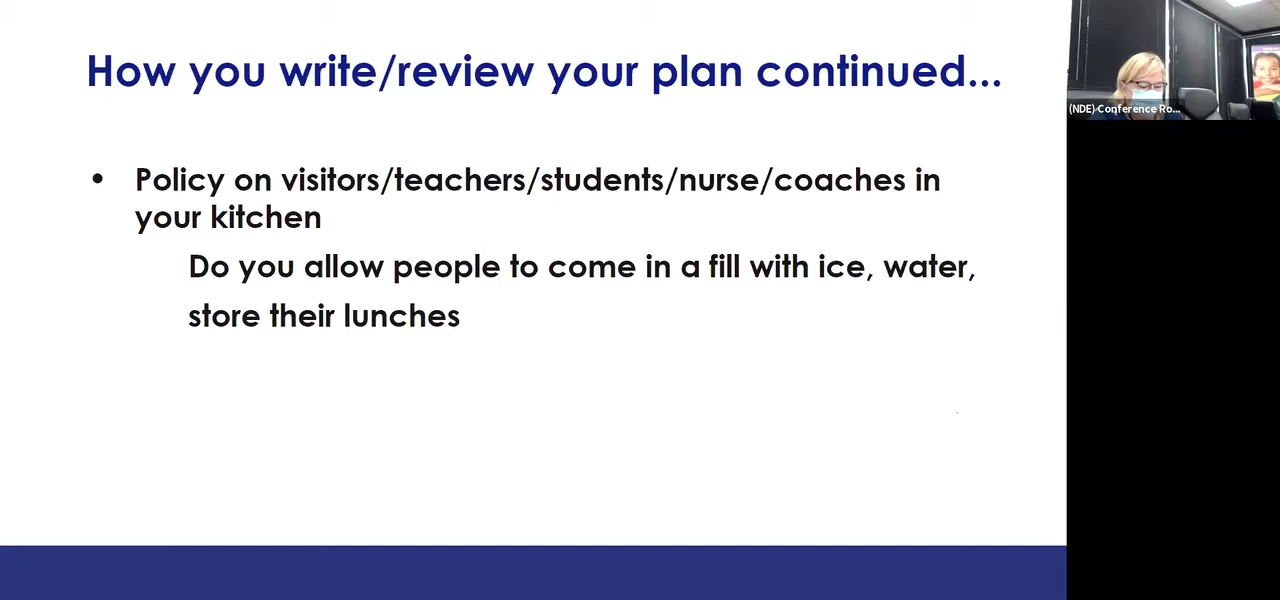 How you write/review your plan continued...
• Policy on visitors/teachers/students/nurse/coaches in
your kitchen
Do you allow people to come in a fill with ice, water,
store their lunches
(NDE) Conference Ro...